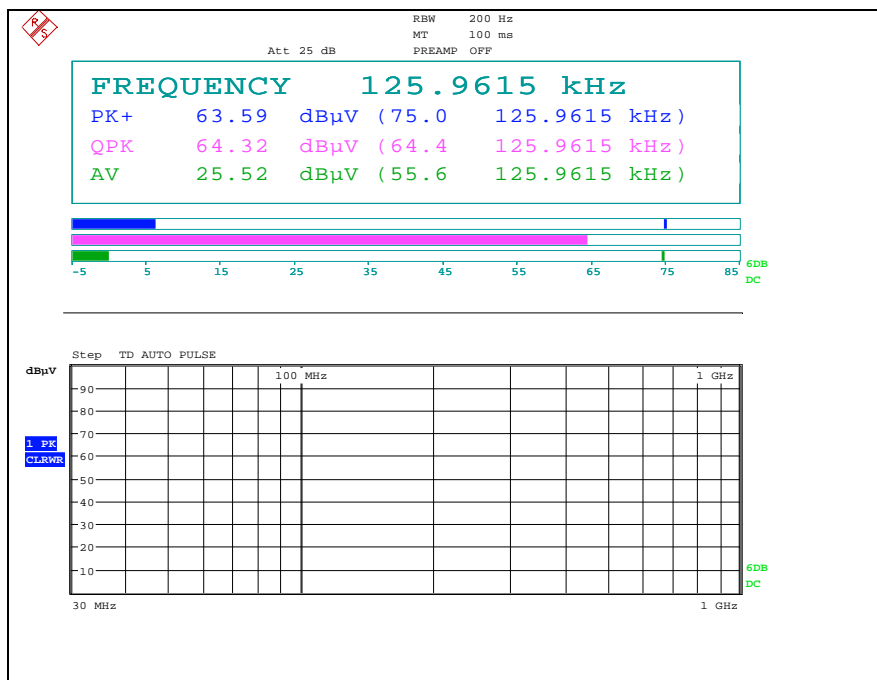 R S
RBW 200 Hz
MT 100 ms
Att 25 dB PREAMP OFF
FREQUENCY 125.9615 kHz
PK+ 63.59 dBµV (75.0 125.9615 kHz)
QPK 64.32 dBµV (64.4 125.9615 kHz)
AV 25.52 dBµV (55.6 125.9615 kHz)
-5 5 15 25 35 45 55 65 75 85
6DB
DC
Step TD AUTO PULSE
dBµV
100 MHz 1 GHz
90
80
70
1 PK
CLRWR
60
50
40
30
20
10
6DB
DC
30 MHz 1 GHz